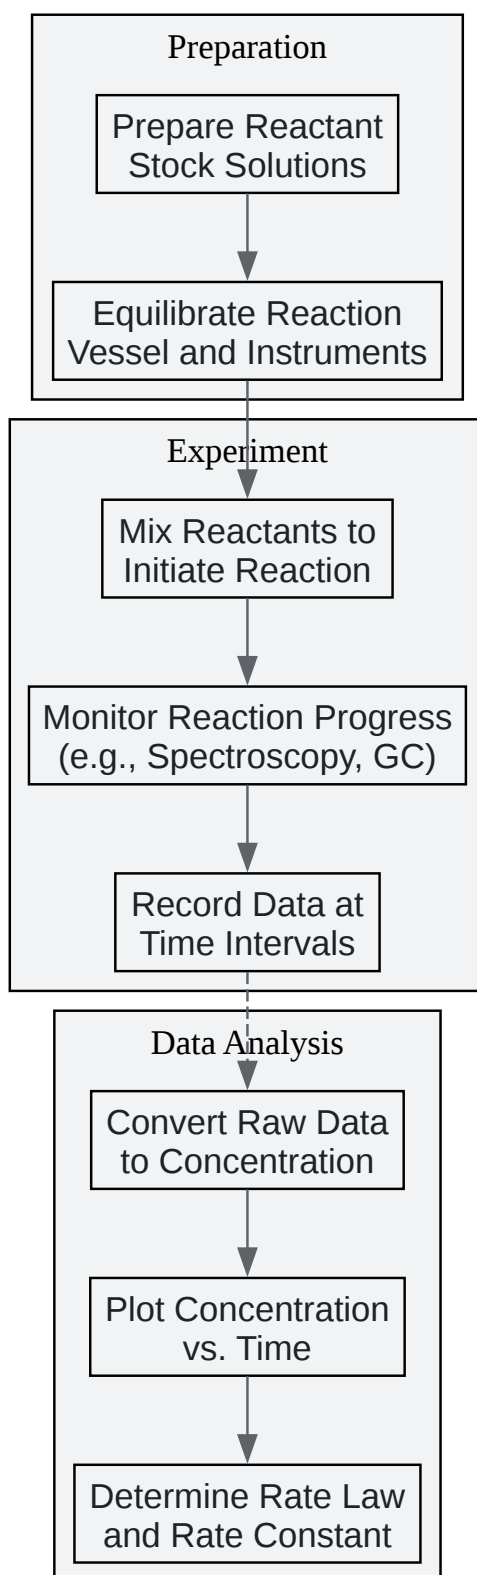 Preparation
Prepare Reactant
Stock Solutions
Equilibrate Reaction
Vessel and Instruments
Experiment
Mix Reactants to
Initiate Reaction
Monitor Reaction Progress
(e.g., Spectroscopy, GC)
Record Data at
Time Intervals
Data Analysis
Convert Raw Data
to Concentration
Plot Concentration
vs. Time
Determine Rate Law
and Rate Constant